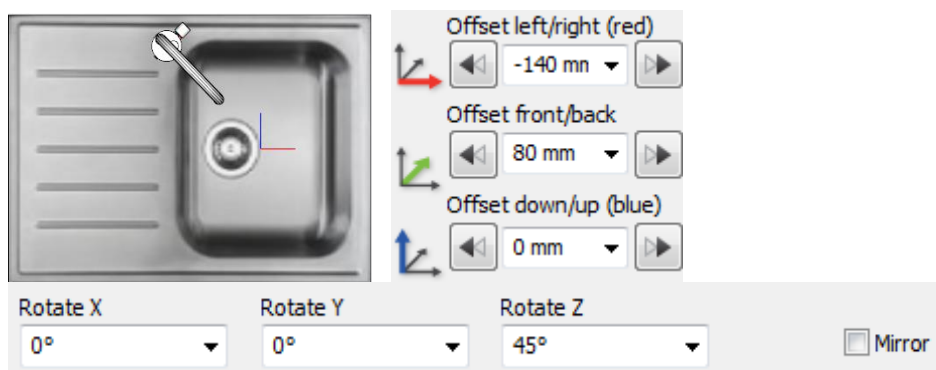 Offset left/right (red)
-140 mm
Offset front/back
80 mm
Offset down/up (blue)
0 mm
Rotate X
Rotate Y
Rotate Z
0°
0°
45°
Mirror